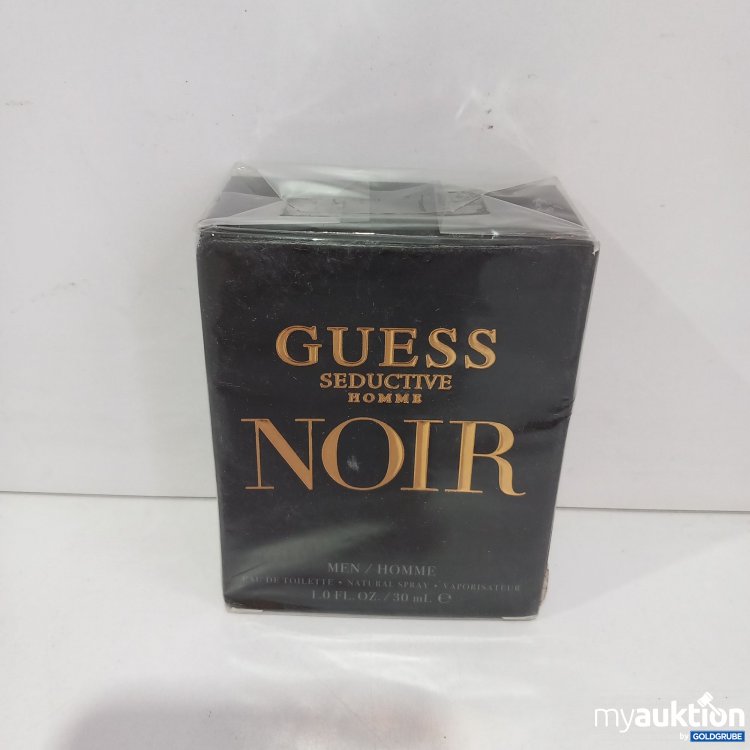 GUESS
SEDUCTIVE
HOMME
NOIR
MEN / HOMME
EAU DE TOILETTE • NATURAL SPRAY • VAPORISATEUR
1.0 FL. OZ. / 30 mL ℮
myauktion
by GOLDGRUBE